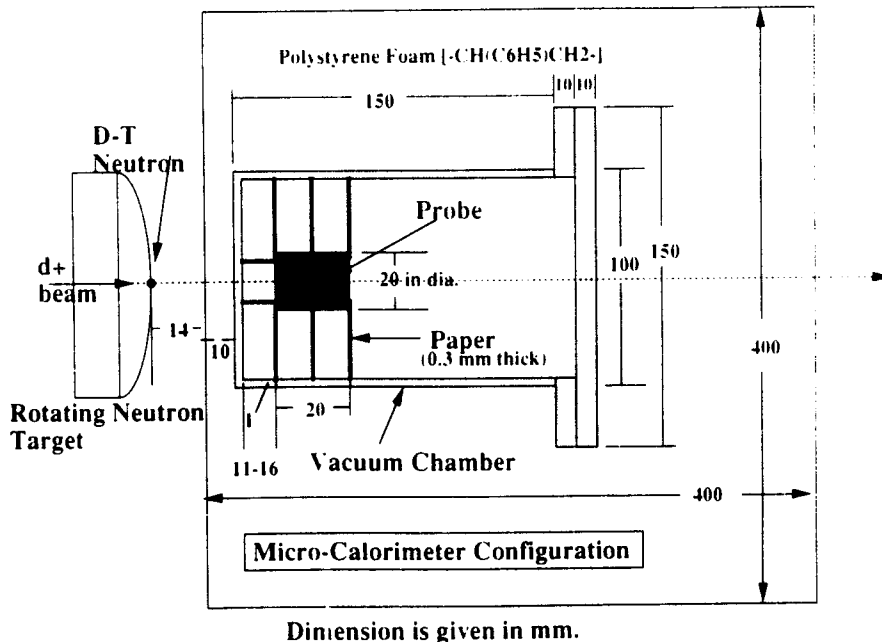 Polystyrene Foam [-CH(C6H5)CH2-]
10 10
150
D-T
Neutron
Probe
d+
beam
20 in dia.
100
150
14
10
Paper
(0.3 mm thick)
400
Rotating Neutron
Target
1
20
11-16
Vacuum Chamber
400
Micro-Calorimeter Configuration
Dimension is given in mm.